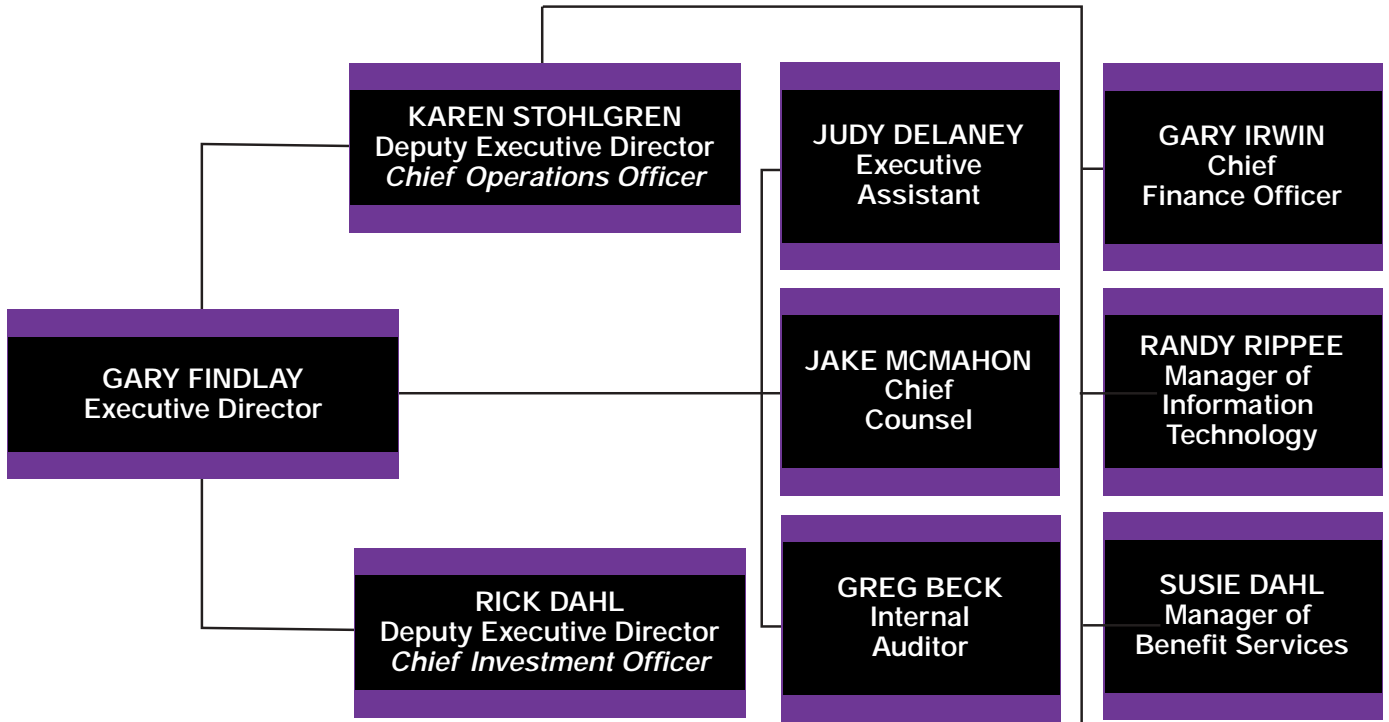 KAREN STOHLGREN
Deputy Executive Director
Chief Operations Officer
JUDY DELANEY
Executive
Assistant
GARY IRWIN
Chief
Finance Officer
GARY FINDLAY
Executive Director
JAKE MCMAHON
Chief
Counsel
RANDY RIPPEE
Manager of
Information
Technology
RICK DAHL
Deputy Executive Director
Chief Investment Officer
GREG BECK
Internal
Auditor
SUSIE DAHL
Manager of
Benefit Services